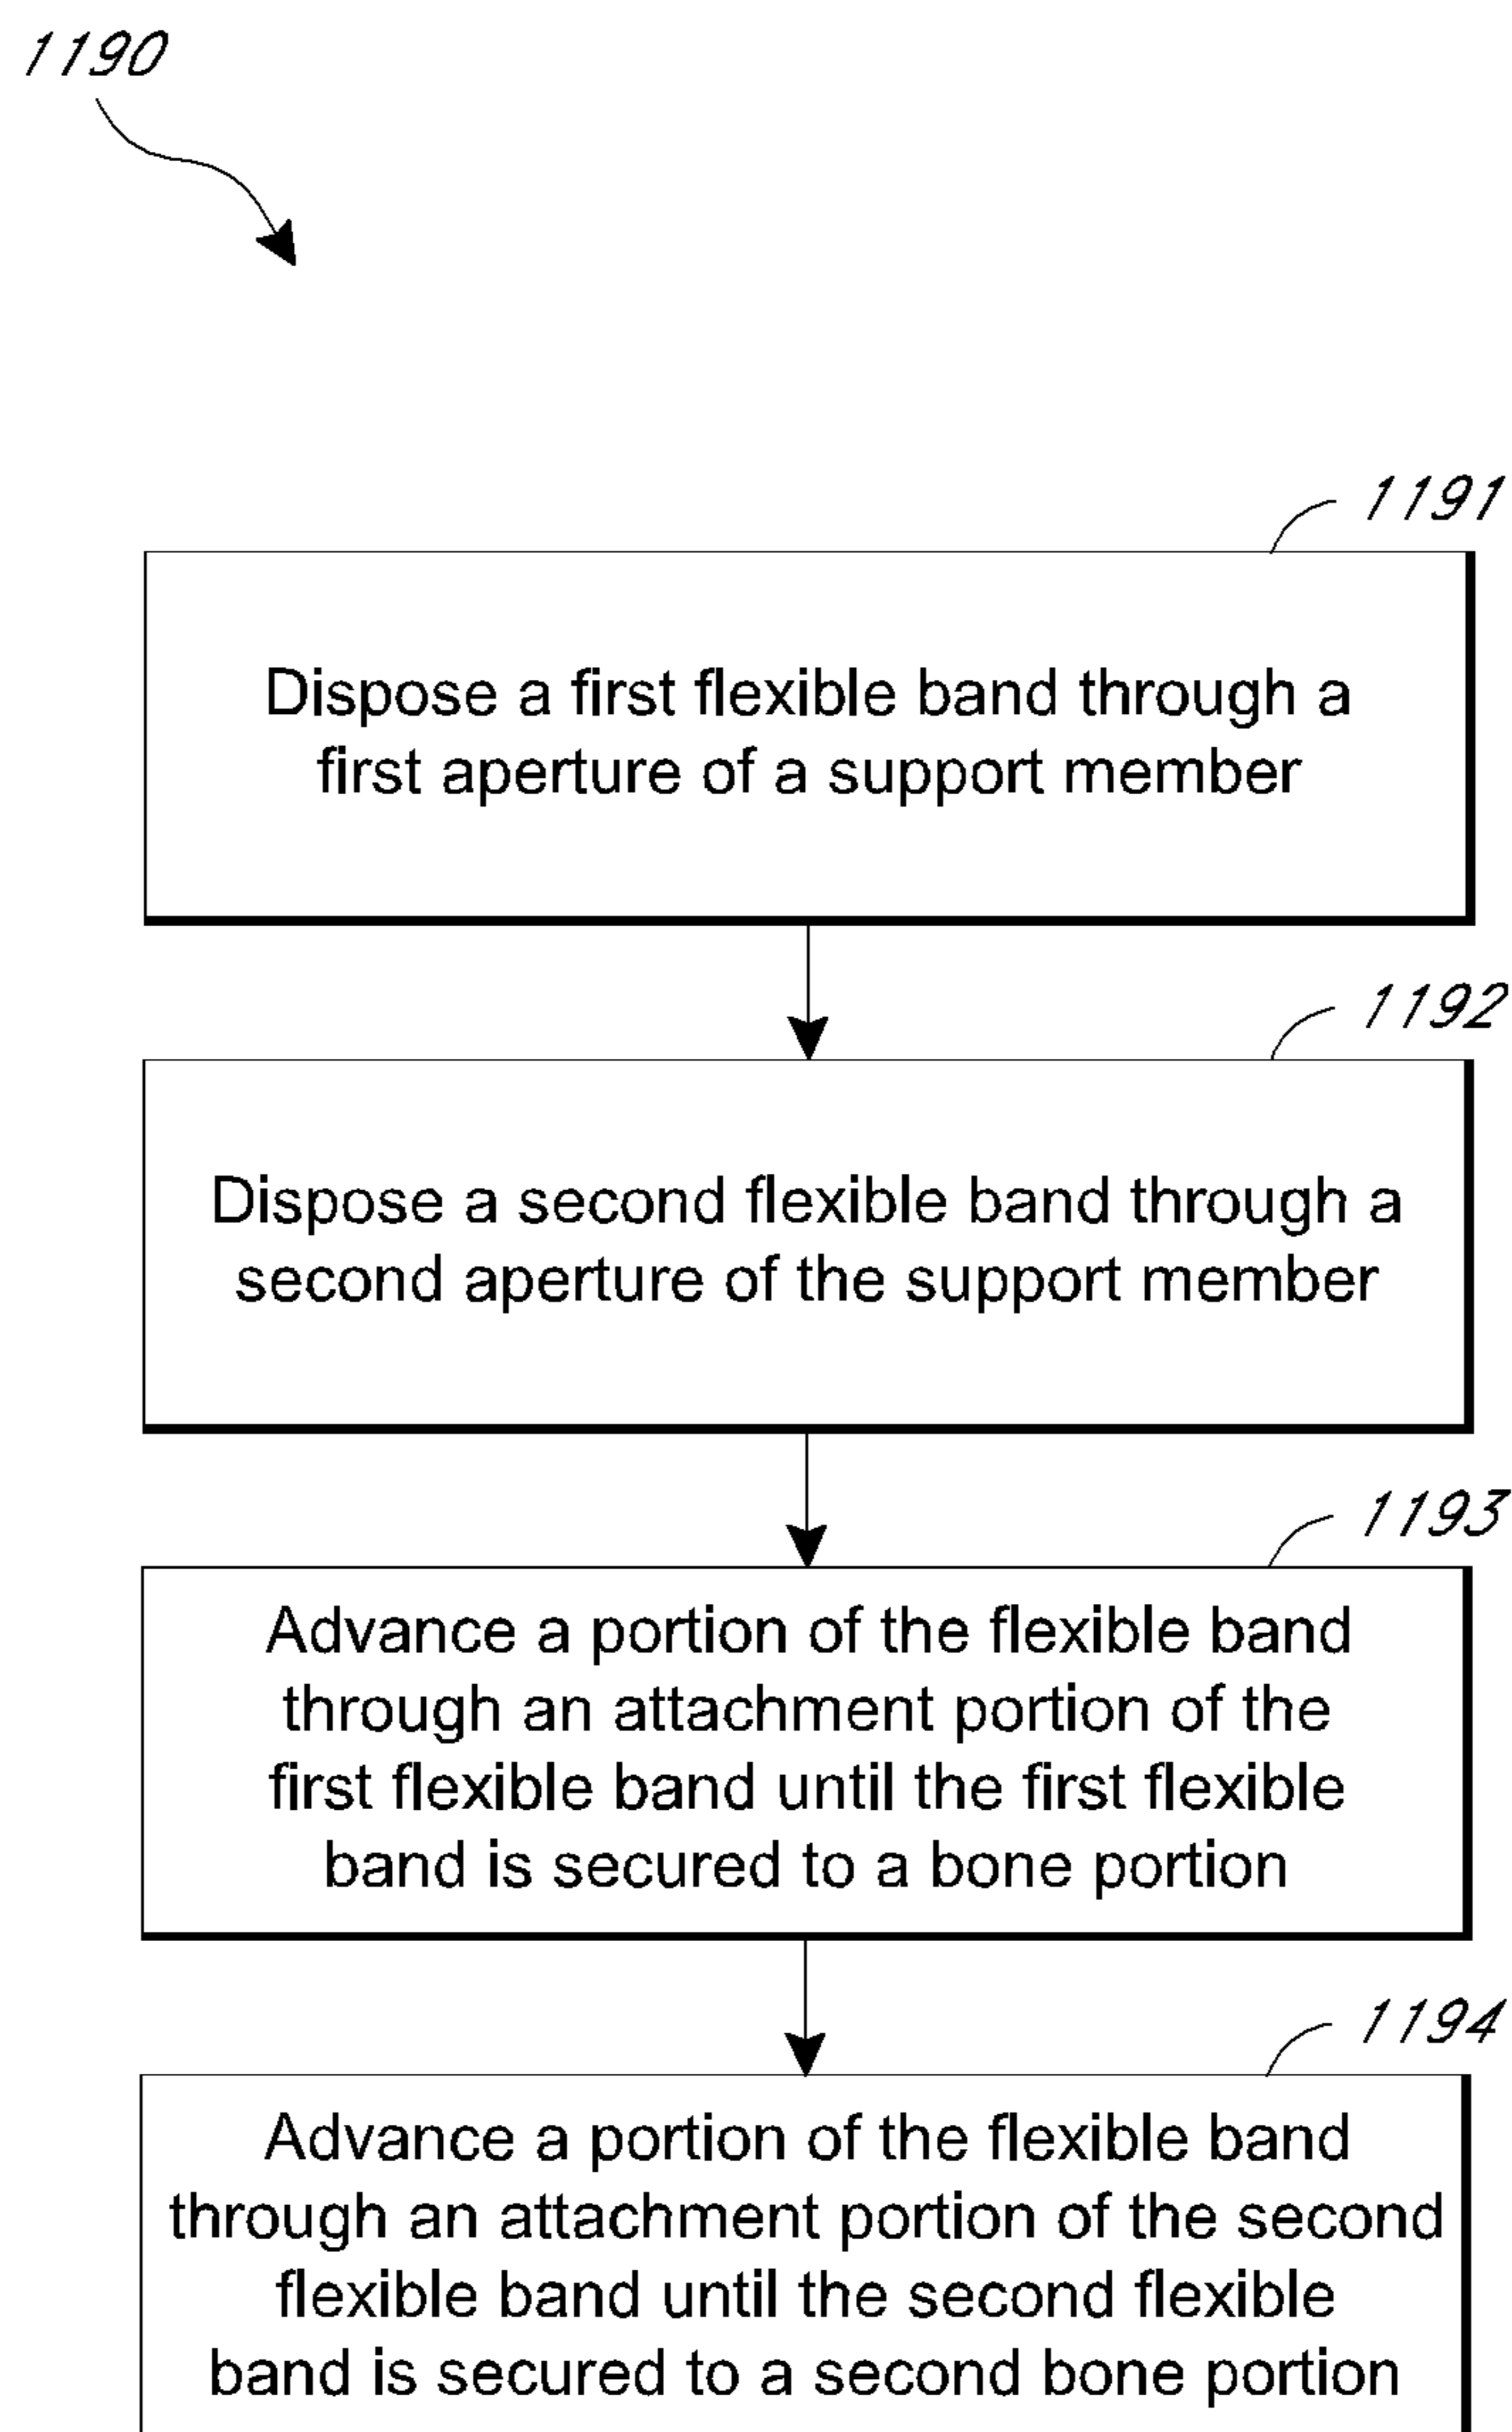 1190
1191
Dispose a first flexible band through a
first aperture of a support member
1192
Dispose a second flexible band through a
second aperture of the support member
1193
Advance a portion of the flexible band
through an attachment portion of the
first flexible band until the first flexible
band is secured to a bone portion
1194
Advance a portion of the flexible band
through an attachment portion of the second
flexible band until the second flexible
band is secured to a second bone portion